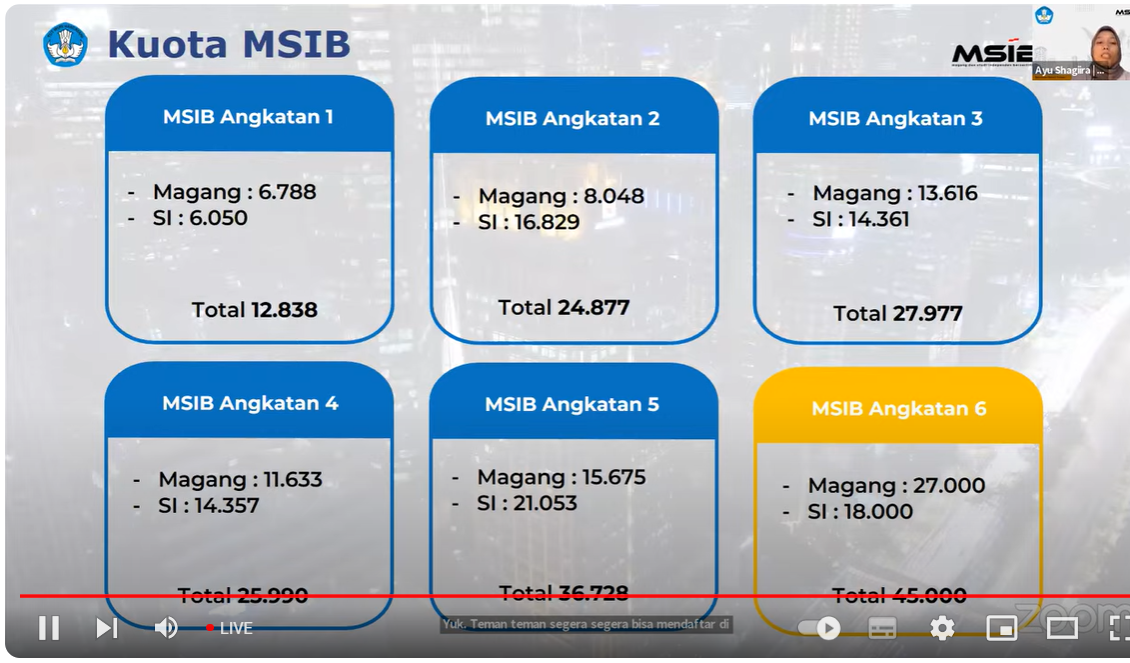 Kuota MSIB
MSIB
Ayu Shagiira | ...
MSIB Angkatan 1
- Magang : 6.788
- SI : 6.050
Total 12.838
MSIB Angkatan 2
- Magang : 8.048
- SI : 16.829
Total 24.877
MSIB Angkatan 3
- Magang : 13.616
- SI : 14.361
Total 27.977
MSIB Angkatan 4
- Magang : 11.633
- SI : 14.357
Total 25.990
MSIB Angkatan 5
- Magang : 15.675
- SI : 21.053
Total 36.728
MSIB Angkatan 6
- Magang : 27.000
- SI : 18.000
Total 45.000
LIVE
Yuk. Teman teman segera segera bisa mendaftar di
zoom